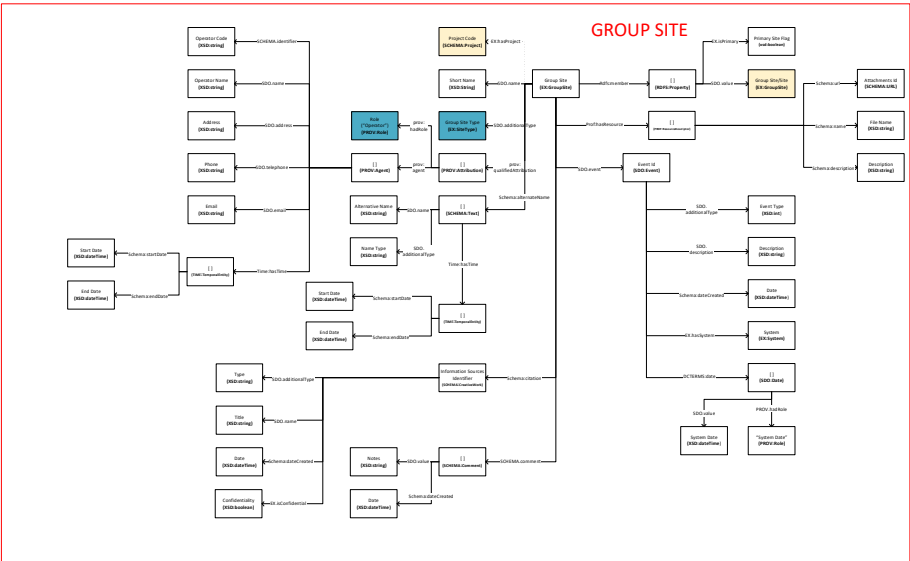 GROUP SITE
Operator Code
(XSD:string)
SCHEMA.identifier
Project Code
(SCHEMA:Project)
EX:hadProject
EX:isPrimary
Primary Site Flag
(xsd:boolean)
Operator Name
(XSD:string)
SDO.name
Short Name
(XSD:String)
SDO:name
Group Site
(EX:GroupSite)
Rdfs:member
[ ]
(RDFS:Property)
SDO.value
Group Site/Site
(EX:GroupSite)
Schema:url
Attachments Id
(SCHEMA:URL)
Address
(XSD:string)
SDO.address
Role
("Operator")
(PROV:Role)
prov:
hadRole
Group Site Type
(EX:SiteType)
SDO.additionalType
Prof:hadResource
[ ]
Schema:name
File Name
(XSD:string)
Phone
(XSD:string)
SDO.telephone
[ ]
(PROV:Agent)
prov:
agent
[ ]
(PROV:Attribution)
prov:
qualifiedAttribution
SDO.event
Event Id
(SDO:Event)
Schema:description
Description
(XSD:string)
Schema:alternateName
Email
(XSD:string)
SDO:email
Alternative Name
(XSD:string)
SDO:name
[ ]
(SCHEMA:Text)
SDO.
additionalType
Event Type
(XSD:int)
Name Type
(XSD:string)
SDO.
additionalType
SDO.
description
Description
(XSD:string)
Start Date
(XSD:dateTime)
Schema:startDate
[ ]
(TIME:TemporalEntity)
Time:hasTime
Time:hasTime
End Date
(XSD:dateTime)
Schema:endDate
Start Date
(XSD:dateTime)
Schema:startDate
Schema:dateCreated
Date
(XSD:dateTime)
[ ]
(TIME:TemporalEntity)
End Date
(XSD:dateTime)
Schema:endDate
EX.hasSystem
System
(EX:System)
Type
(XSD:string)
SDO.additionalType
Information Sources
Identifier
(SCHEMA:CreativeWork)
Schema:citation
DCTERMS:date
[ ]
(SDO:Date)
Title
(XSD:string)
SDO:name
SDO:value
PROV.hadRole
System Date
(XSD:dateTime)
"System Date"
(PROV:Role)
Date
(XSD:dateTime)
Schema:dateCreated
Notes
(XSD:string)
SDO.value
[ ]
(SCHEMA:Comment)
SCHEMA.comment
Confidentiality
(XSD:boolean)
EX.isConfidential
Date
(XSD:dateTime)
Schema:dateCreated